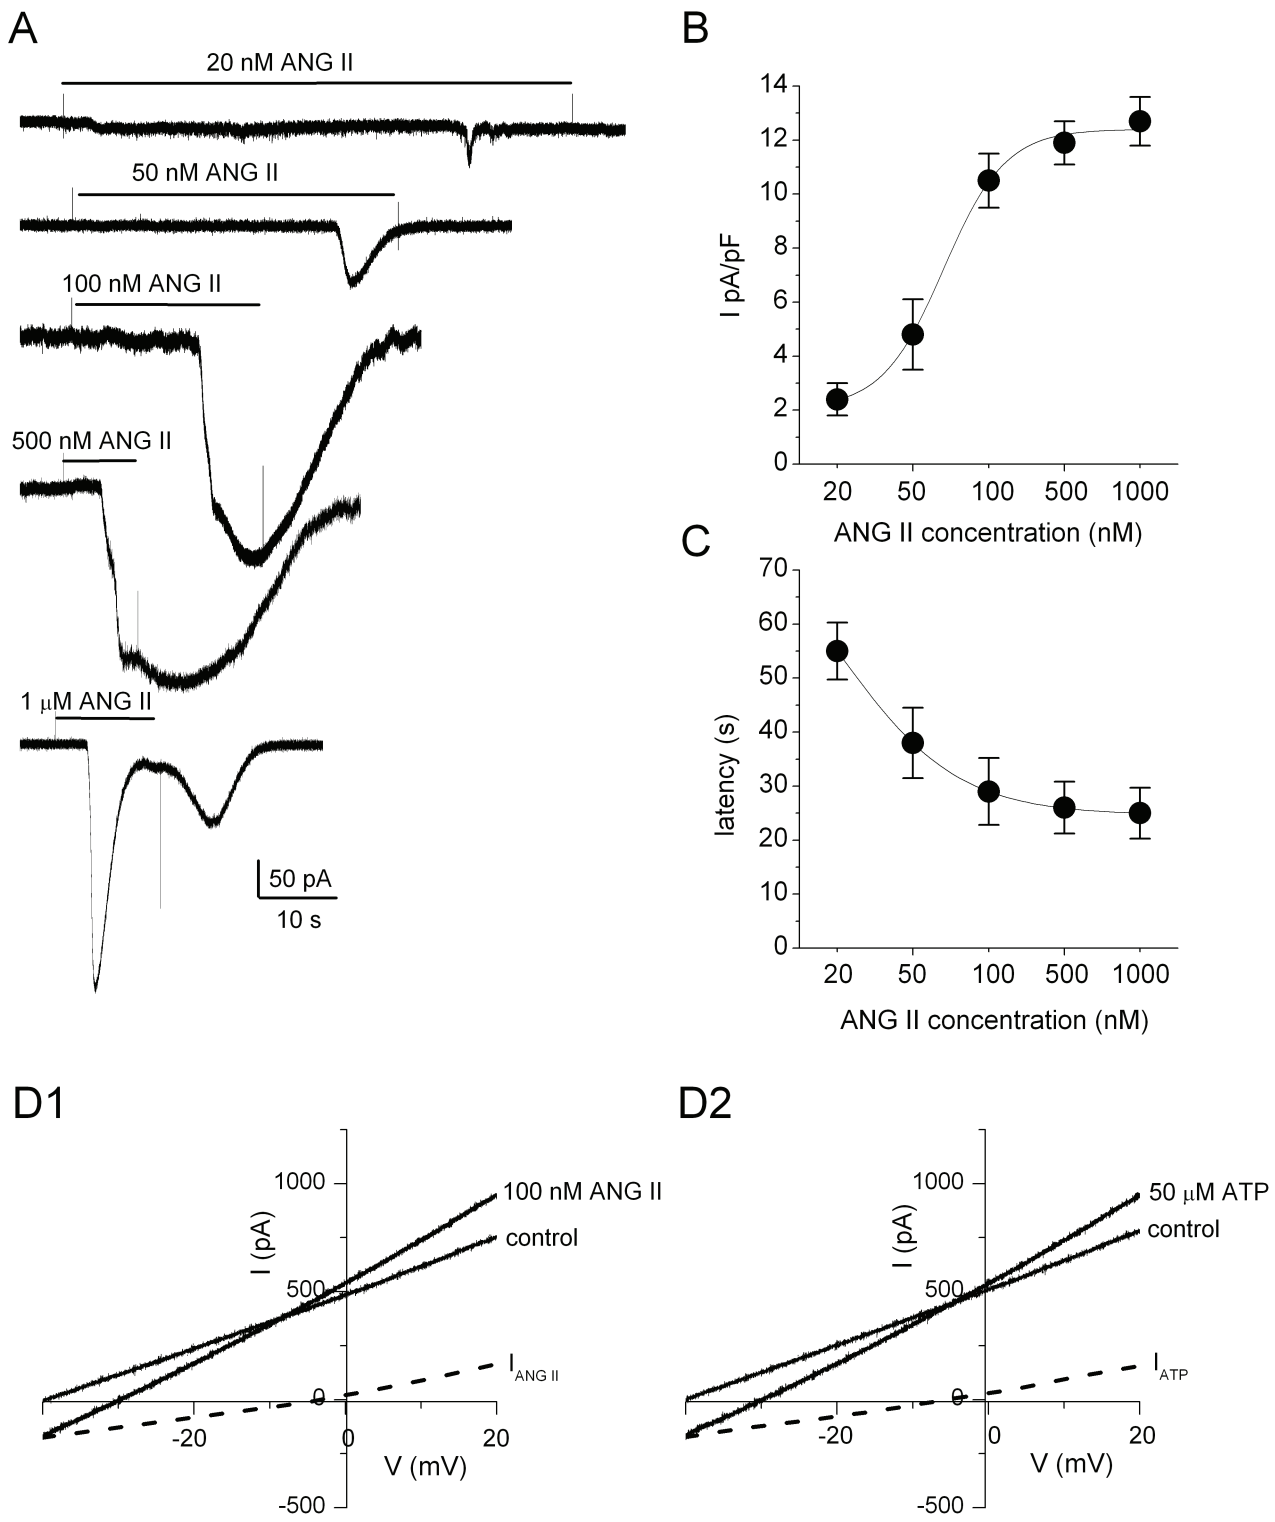 A
20 nM ANG II
50 nM ANG II
100 nM ANG II
500 nM ANG II
1 μM ANG II
50 pA
10 s
B
14
12
10
8
6
4
2
0
I pA/pF
20 50 100 500 1000
ANG II concentration (nM)
C
70
60
50
40
30
20
10
0
latency (s)
20 50 100 500 1000
ANG II concentration (nM)
D1
1000
500
0
-500
I (pA)
100 nM ANG II
control
I ANG II
-20 0 20
V (mV)
D2
1000
500
0
-500
I (pA)
50 μM ATP
control
I ATP
-20 0 20
V (mV)